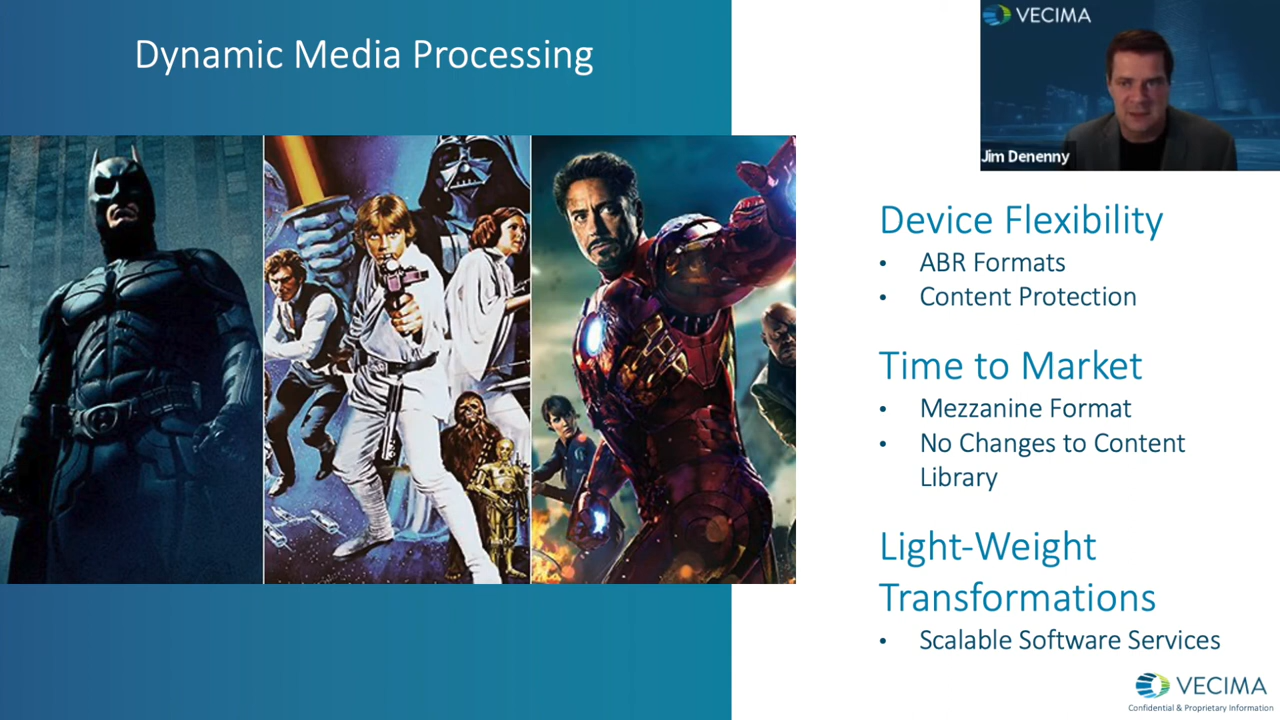 Dynamic Media Processing
VECIMA
Jim Denenny
Device Flexibility
• ABR Formats
• Content Protection
Time to Market
• Mezzanine Format
• No Changes to Content
Library
Light-Weight
Transformations
• Scalable Software Services
VECIMA
Confidential & Proprietary Information